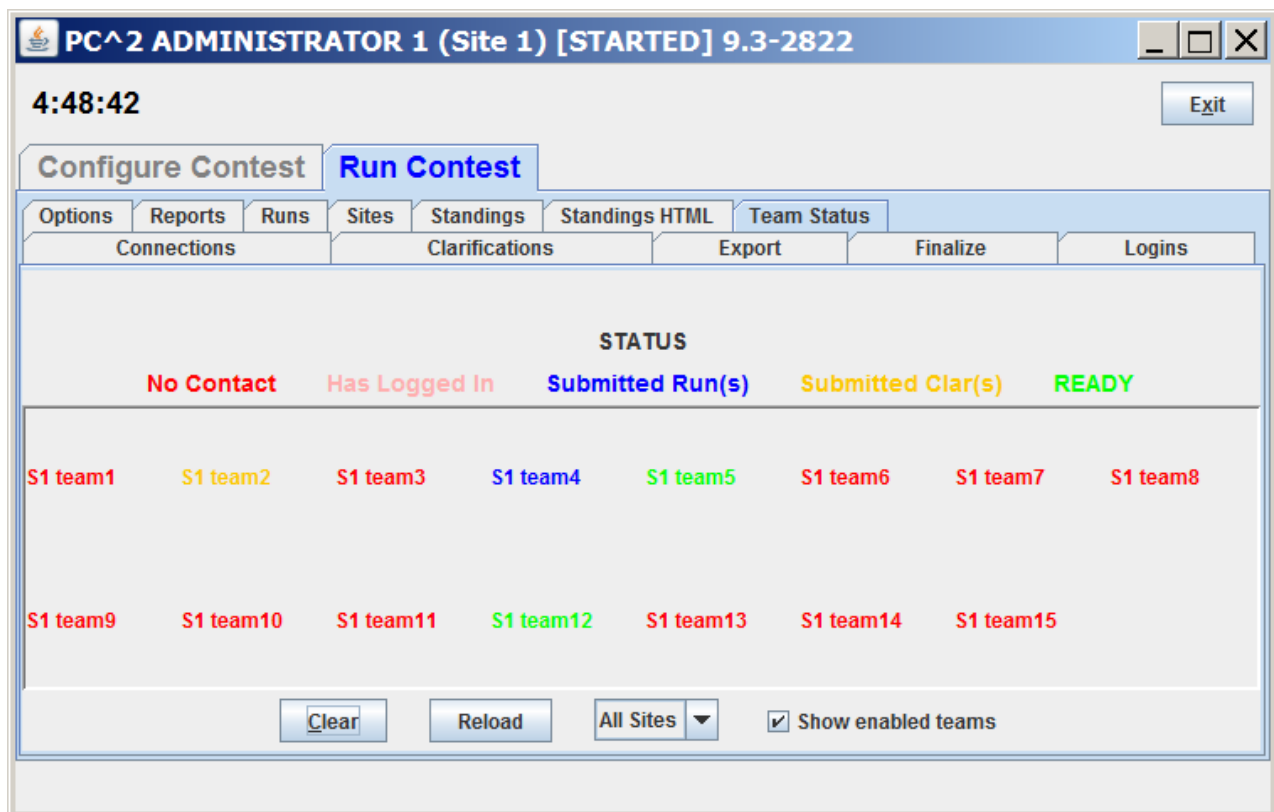 PC^2 ADMINISTRATOR 1 (Site 1) [STARTED] 9.3-2822
4:48:42 Exit
Configure Contest Run Contest
Options Reports Runs Sites Standings Standings HTML Team Status
Connections Clarifications Export Finalize Logins
STATUS
No Contact Has Logged In Submitted Run(s) Submitted Clar(s) READY
S1 team1 S1 team2 S1 team3 S1 team4 S1 team5 S1 team6 S1 team7 S1 team8
S1 team9 S1 team10 S1 team11 S1 team12 S1 team13 S1 team14 S1 team15
Clear Reload All Sites Show enabled teams